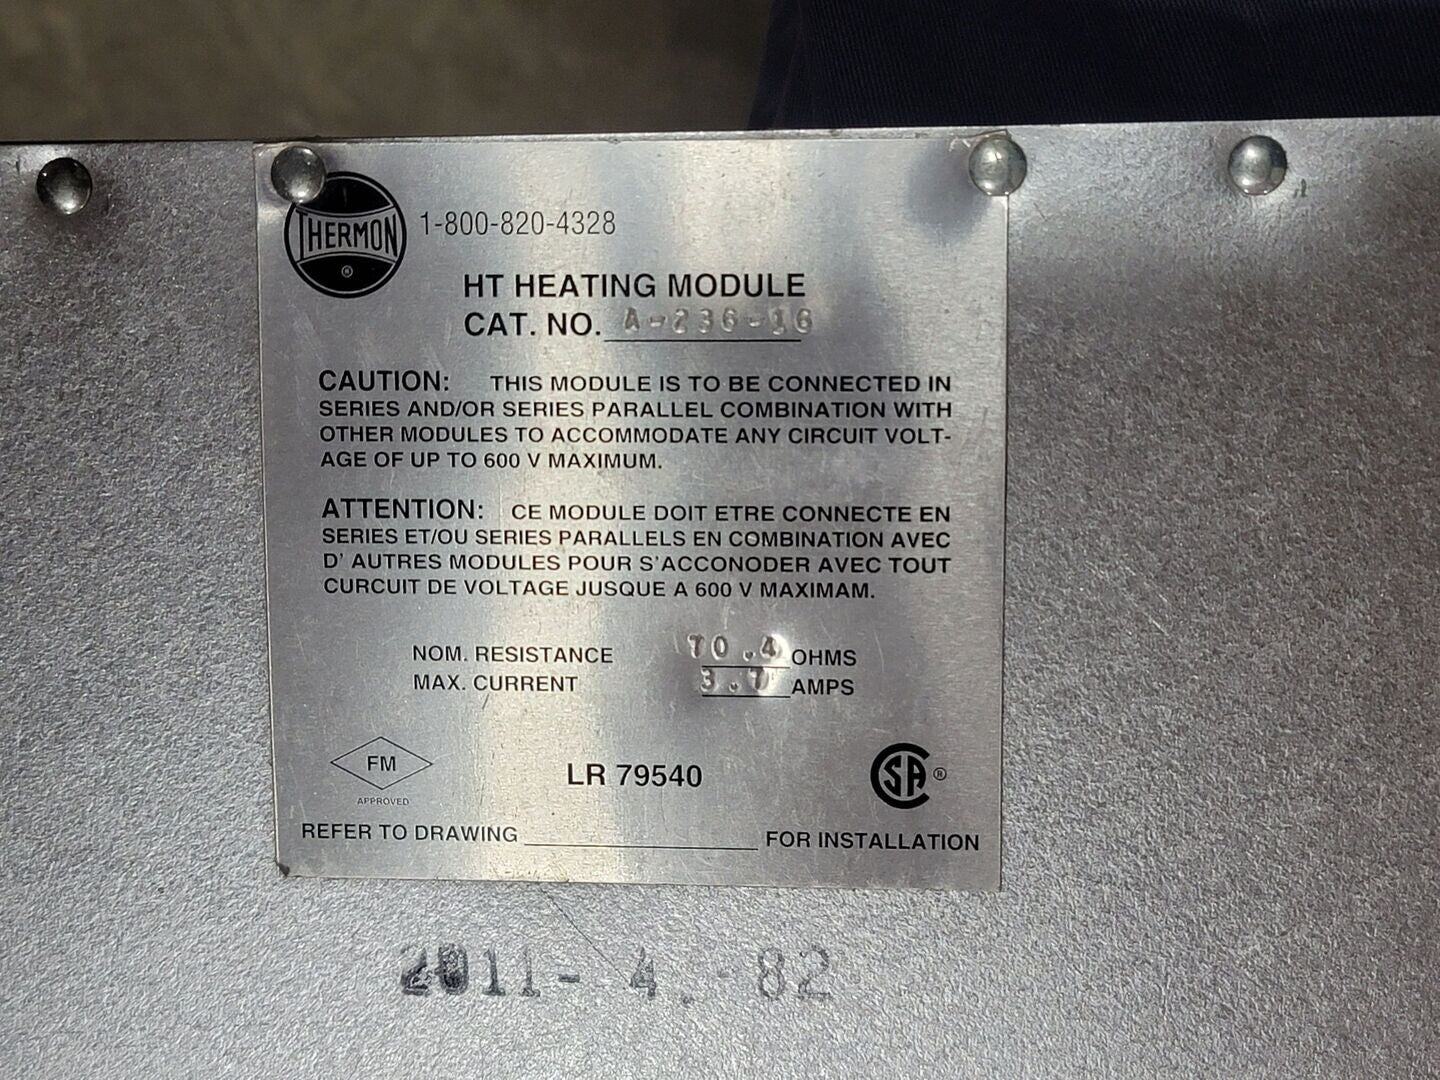 THERMON
®
1-800-820-4328
HT HEATING MODULE
CAT. NO. A-236-16
CAUTION: THIS MODULE IS TO BE CONNECTED IN
SERIES AND/OR SERIES PARALLEL COMBINATION WITH
OTHER MODULES TO ACCOMMODATE ANY CIRCUIT VOLT-
AGE OF UP TO 600 V MAXIMUM.
ATTENTION: CE MODULE DOIT ETRE CONNECTE EN
SERIES ET/OU SERIES PARALLELS EN COMBINATION AVEC
D' AUTRES MODULES POUR S'ACCONODER AVEC TOUT
CURCUIT DE VOLTAGE JUSQUE A 600 V MAXIMAM.
NOM. RESISTANCE 70.4 OHMS
MAX. CURRENT 3.7 AMPS
FM
APPROVED
LR 79540
SA ®
REFER TO DRAWING FOR INSTALLATION
2011- 4.-82